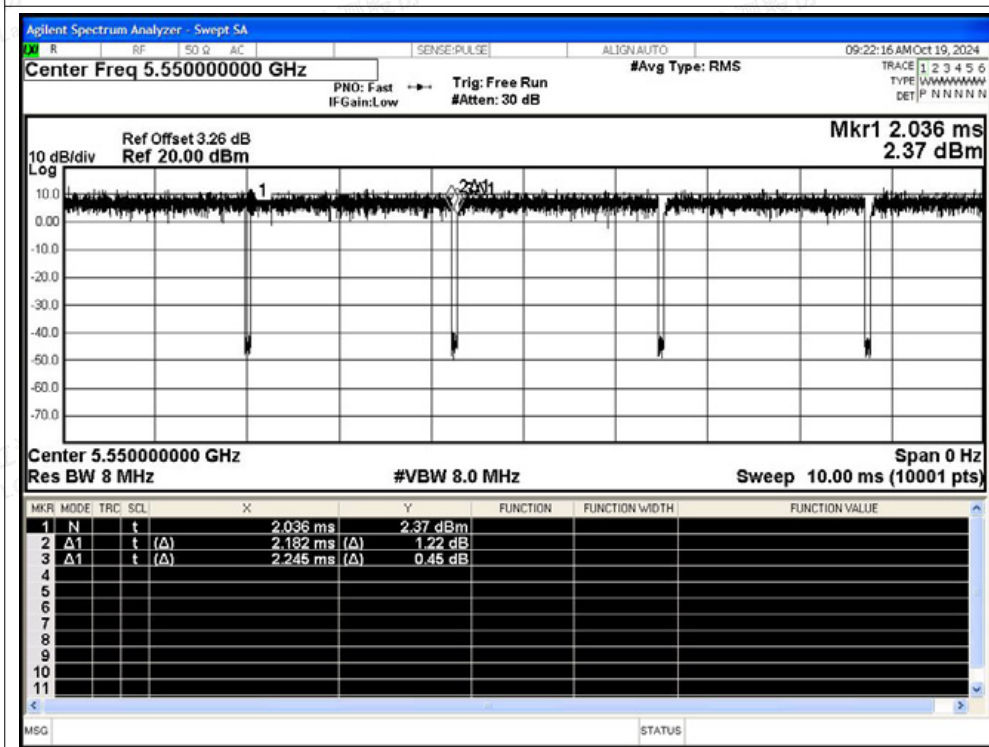 Agilent Spectrum Analyzer - Swept SA
LXI R RF 50 Ω AC SENSE:PULSE ALIGN AUTO 09:22:16 AM Oct 19, 2024
Center Freq 5.550000000 GHz #Avg Type: RMS TRACE 1 2 3 4 5 6
PNO: Fast Trig: Free Run TYPE WWWWWW
IFGain:Low #Atten: 30 dB DET P N N N N N
Ref Offset 3.26 dB Mkr1 2.036 ms
10 dB/div Ref 20.00 dBm 2.37 dBm
Log
10.0
0.00
-10.0
-20.0
-30.0
-40.0
-50.0
-60.0
-70.0
1
Center 5.550000000 GHz Span 0 Hz
Res BW 8 MHz #VBW 8.0 MHz Sweep 10.00 ms (10001 pts)
MKR MODE TRC SCL X Y FUNCTION FUNCTION WIDTH FUNCTION VALUE
1 N t 2.036 ms 2.37 dBm
2 Δ1 t (Δ) 2.182 ms (Δ) 1.22 dB
3 Δ1 t (Δ) 2.245 ms (Δ) 0.45 dB
4
5
6
7
8
9
10
11
MSG STATUS